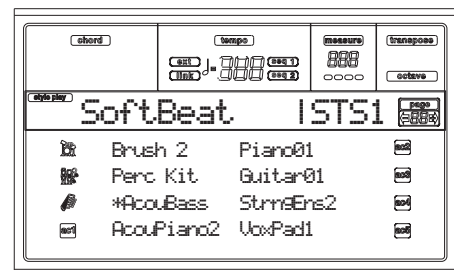 chord tempo measure transpose
ext seq 1
link seq 2
octave
style play
SoftBeat |STS1 page
Brush 2 Piano01 ac2
Perc Kit Guitar01 ac3
*AcouBass StrngEns2 ac4
ac1 AcouPiano2 VoxPad1 ac5